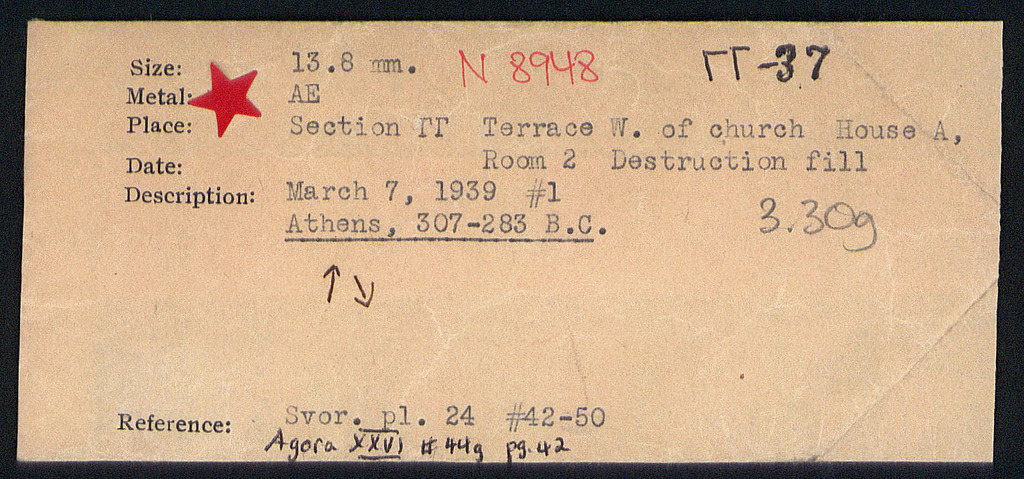 Size: 13.8 mm. N 8948 ΓΓ-37
Metal: AE
Place: Section ΓΓ Terrace W. of church House A,
Date: Room 2 Destruction fill
Description: March 7, 1939 #1
Athens, 307-283 B.C. 3.30g
↑↘
Reference: Svor. pl. 24 #42-50
Agora XXVI #44g pg. 42